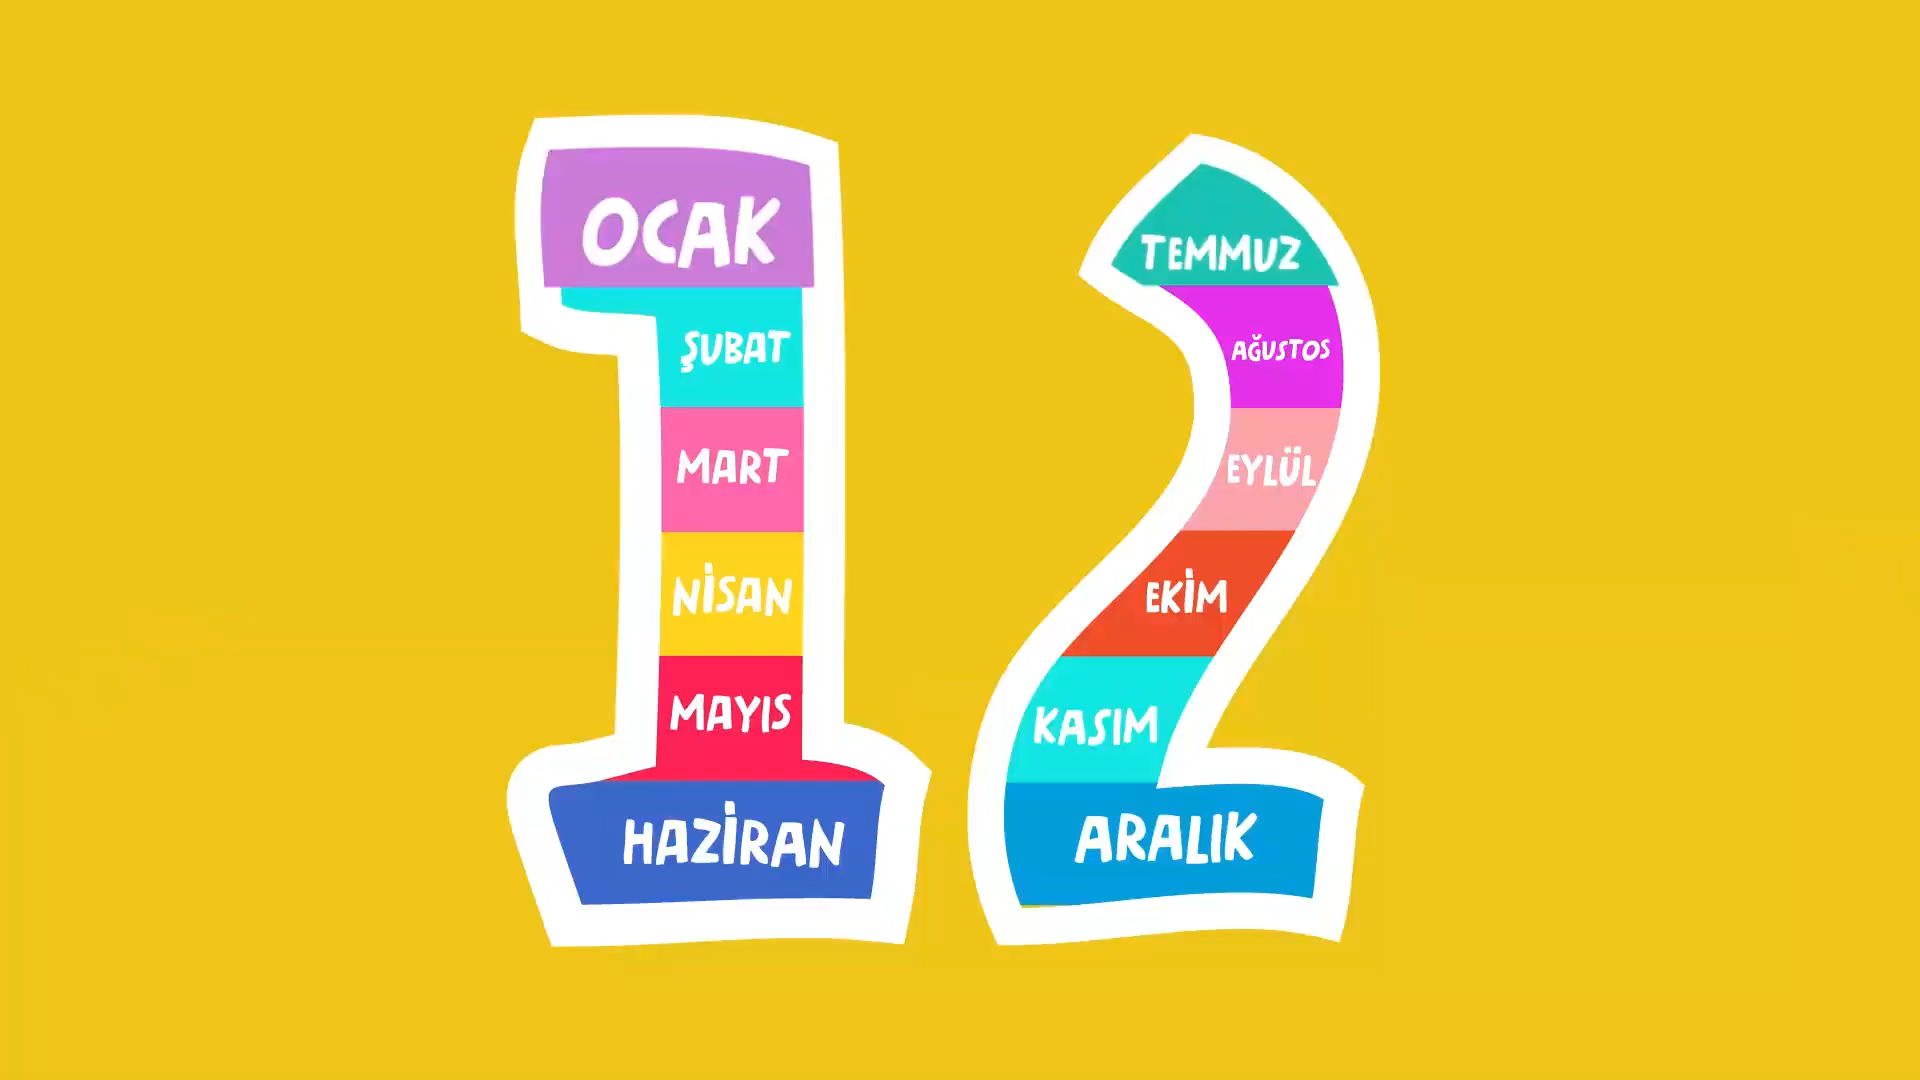 OCAK
ŞUBAT
MART
NİSAN
MAYIS
HAZİRAN
TEMMUZ
AĞUSTOS
EYLÜL
EKİM
KASIM
ARALIK